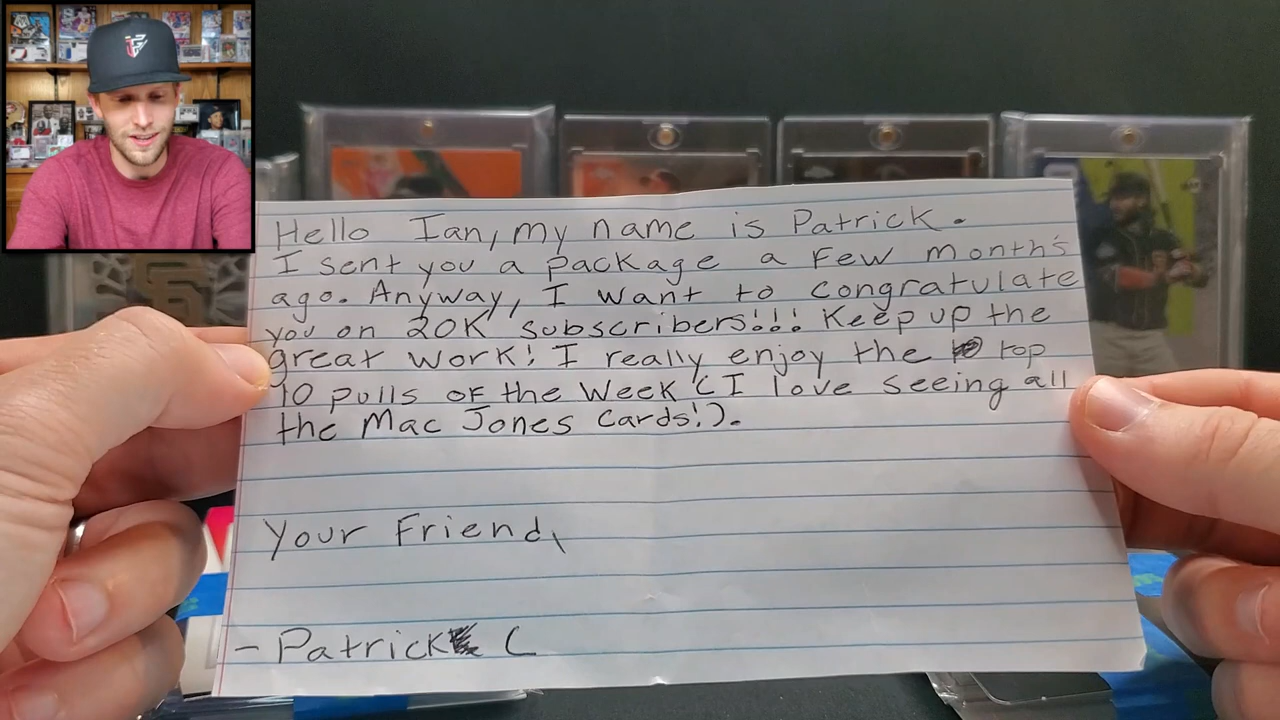 Hello Ian, my name is Patrick.
I sent you a package a few month's
ago. Anyway, I want to congratulate
you on 20K subscribers!!! Keep up the
great work! I really enjoy the top
10 pulls of the week (I love seeing all
the Mac Jones cards!).
Your Friend,
- Patrick C